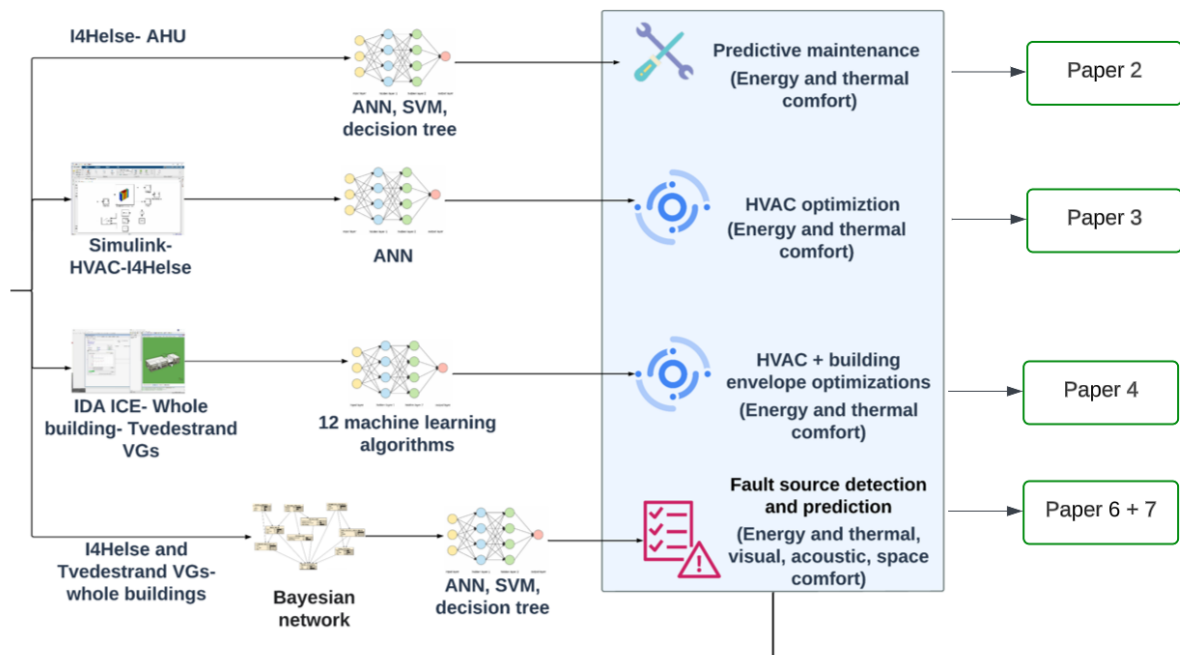 I4Helse- AHU
ANN, SVM,
decision tree
Predictive maintenance
(Energy and thermal
comfort)
Paper 2
Simulink-
HVAC-I4Helse
ANN
HVAC optimiztion
(Energy and thermal
comfort)
Paper 3
IDA ICE- Whole
building- Tvedestrand
VGs
12 machine learning
algorithms
HVAC + building
envelope optimizations
(Energy and thermal
comfort)
Paper 4
I4Helse and
Tvedestrand VGs-
whole buildings
Bayesian
network
ANN, SVM,
decision tree
Fault source detection
and prediction
(Energy and thermal,
visual, acoustic, space
comfort)
Paper 6 + 7